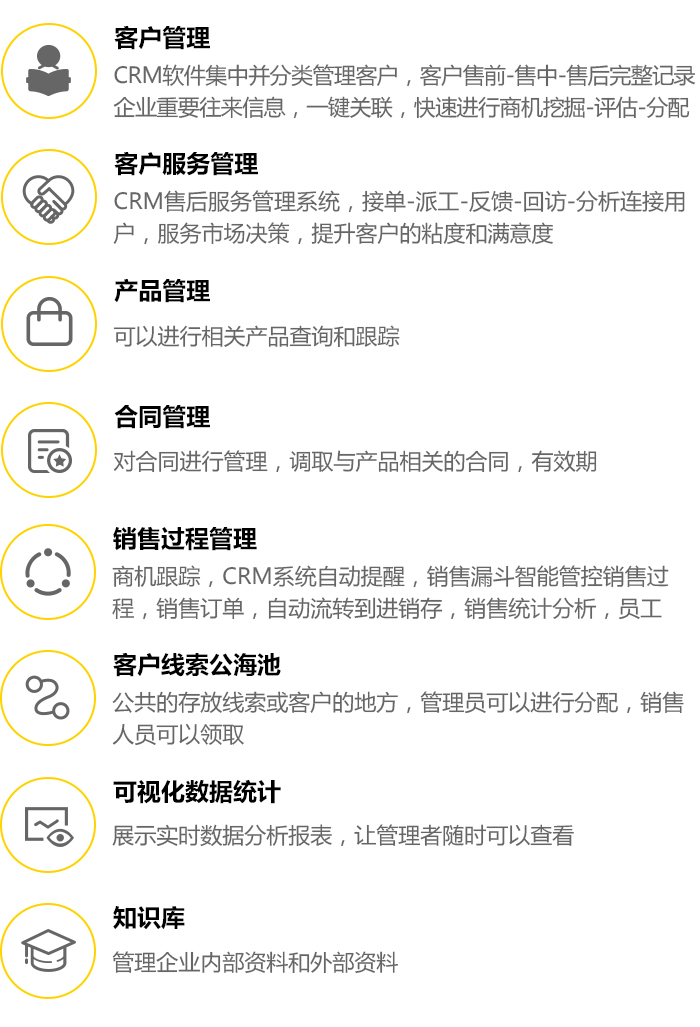 客户管理
CRM软件集中并分类管理客户，客户售前-售中-售后完整记录
企业重要往来信息，一键关联，快速进行商机挖掘-评估-分配
客户服务管理
CRM售后服务管理系统，接单-派工-反馈-回访-分析连接用
户，服务市场决策，提升客户的粘度和满意度
产品管理
可以进行相关产品查询和跟踪
合同管理
对合同进行管理，调取与产品相关的合同，有效期
销售过程管理
商机跟踪，CRM系统自动提醒，销售漏斗智能管控销售过
程，销售订单，自动流转到进销存，销售统计分析，员工
客户线索公海池
公共的存放线索或客户的地方，管理员可以进行分配，销售
人员可以领取
可视化数据统计
展示实时数据分析报表，让管理者随时可以查看
知识库
管理企业内部资料和外部资料